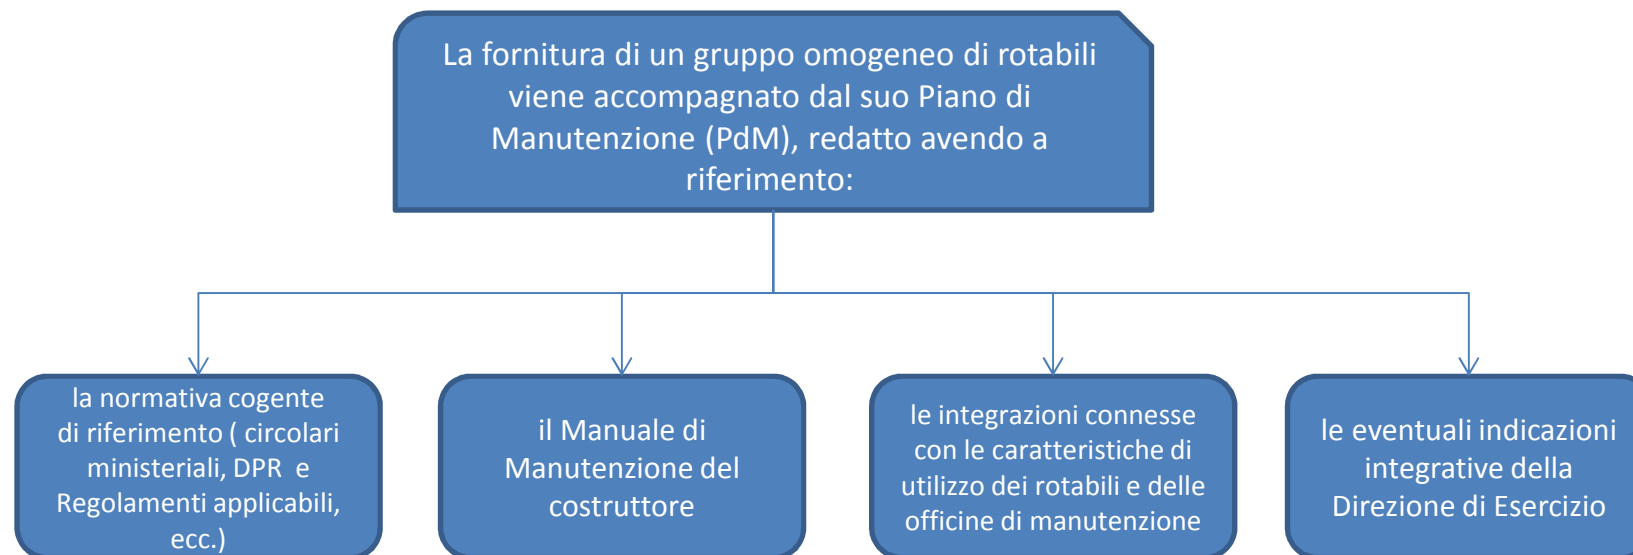 La fornitura di un gruppo omogeneo di rotabili
viene accompagnato dal suo Piano di
Manutenzione (PdM), redatto avendo a
riferimento:
la normativa cogente
di riferimento ( circolari
ministeriali, DPR e
Regolamenti applicabili,
ecc.)
il Manuale di
Manutenzione del
costruttore
le integrazioni connesse
con le caratteristiche di
utilizzo dei rotabili e delle
officine di manutenzione
le eventuali indicazioni
integrative della
Direzione di Esercizio